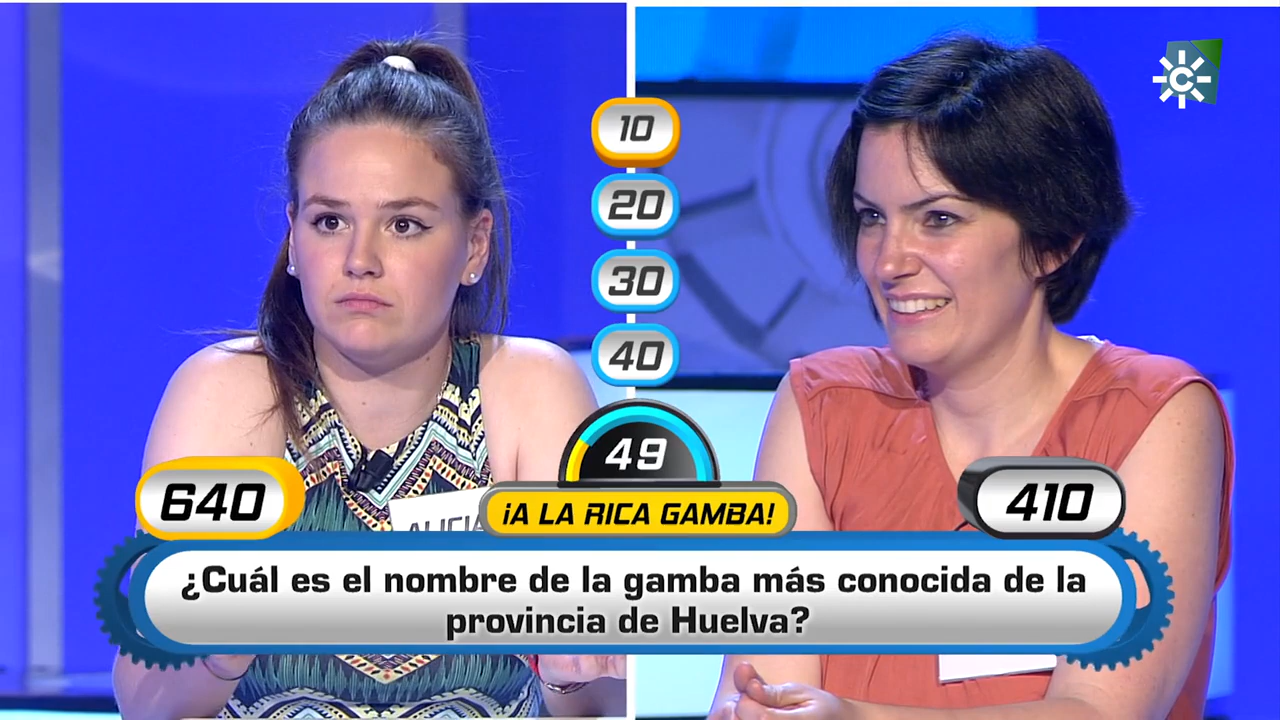 C
10
20
30
40
49
640
¡A LA RICA GAMBA!
410
ALICIA
¿Cuál es el nombre de la gamba más conocida de la
provincia de Huelva?